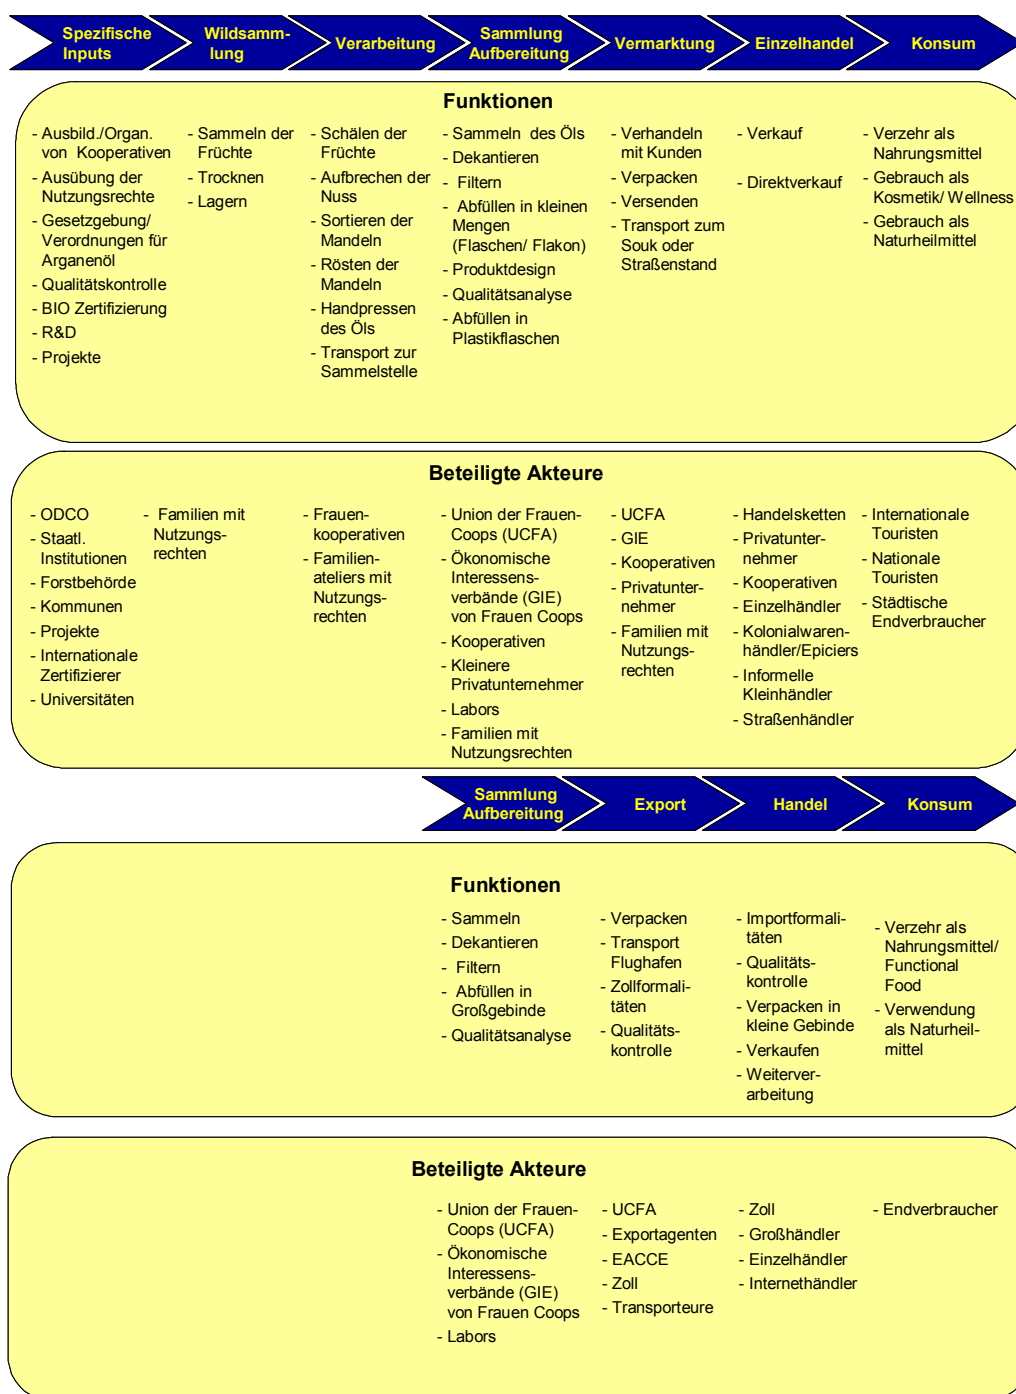 Spezifische
Inputs
Wildsamm-
lung
Verarbeitung
Sammlung
Aufbereitung
Vermarktung
Einzelhandel
Konsum
Funktionen
- Ausbild./Organ.
von Kooperativen
- Ausübung der
Nutzungsrechte
- Gesetzgebung/
Verordnungen für
Arganenöl
- Qualitätskontrolle
- BIO Zertifizierung
- R&D
- Projekte
- Sammeln der
Früchte
- Trocknen
- Lagern
- Schälen der
Früchte
- Aufbrechen der
Nuss
- Sortieren der
Mandeln
- Rösten der
Mandeln
- Handpressen
des Öls
- Transport zur
Sammelstelle
- Sammeln des Öls
- Dekantieren
- Filtern
- Abfüllen in kleinen
Mengen
(Flaschen/ Flakon)
- Produktdesign
- Qualitätsanalyse
- Abfüllen in
Plastikflaschen
- Verhandeln
mit Kunden
- Verpacken
- Versenden
- Transport zum
Souk oder
Straßenstand
- Verkauf
- Direktverkauf
- Verzehr als
Nahrungsmittel
- Gebrauch als
Kosmetik/ Wellness
- Gebrauch als
Naturheilmittel
Beteiligte Akteure
- ODCO
- Staatl.
Institutionen
- Forstbehörde
- Kommunen
- Projekte
- Internationale
Zertifizierer
- Universitäten
- Familien mit
Nutzungs-
rechten
- Frauen-
kooperativen
- Familien-
ateliers mit
Nutzungs-
rechten
- Union der Frauen-
Coops (UCFA)
- Ökonomische
Interessens-
verbände (GIE)
von Frauen Coops
- Kooperativen
- Kleinere
Privatunternehmer
- Labors
- Familien mit
Nutzungsrechten
- UCFA
- GIE
- Kooperativen
- Privatunter-
nehmer
- Familien mit
Nutzungs-
rechten
- Handelsketten
- Privatunter-
nehmer
- Kooperativen
- Einzelhändler
- Kolonialwaren-
händler/Epiciers
- Informelle
Kleinhändler
- Straßenhändler
- Internationale
Touristen
- Nationale
Touristen
- Städtische
Endverbraucher
Sammlung
Aufbereitung
Export
Handel
Konsum
Funktionen
- Sammeln
- Dekantieren
- Filtern
- Abfüllen in
Großgebinde
- Qualitätsanalyse
- Verpacken
- Transport
Flughafen
- Zollformali-
täten
- Qualitäts-
kontrolle
- Importformali-
täten
- Qualitäts-
kontrolle
- Verpacken in
kleine Gebinde
- Verkaufen
- Weiterver-
arbeitung
- Verzehr als
Nahrungsmittel/
Functional
Food
- Verwendung
als Naturheil-
mittel
Beteiligte Akteure
- Union der Frauen-
Coops (UCFA)
- Ökonomische
Interessens-
verbände (GIE)
von Frauen Coops
- Labors
- UCFA
- Exportagenten
- EACCE
- Zoll
- Transporteure
- Zoll
- Großhändler
- Einzelhändler
- Internethändler
- Endverbraucher